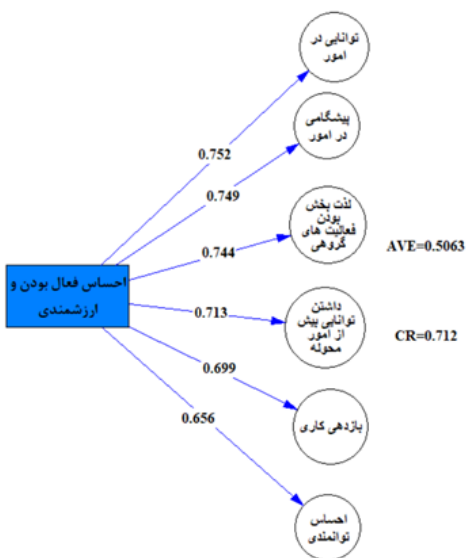 توانایی در
امور
پیشگامی
در امور
0.752
0.749
لذت بخش
بودن
فعالیت های
گروهی
0.744
AVE=0.5063
احساس فعال بودن و
ارزشمندی
داشتن
توانایی بیش
از امور
محوله
0.713
CR=0.712
0.699
0.656
بازدهی کاری
احساس
توانمندی